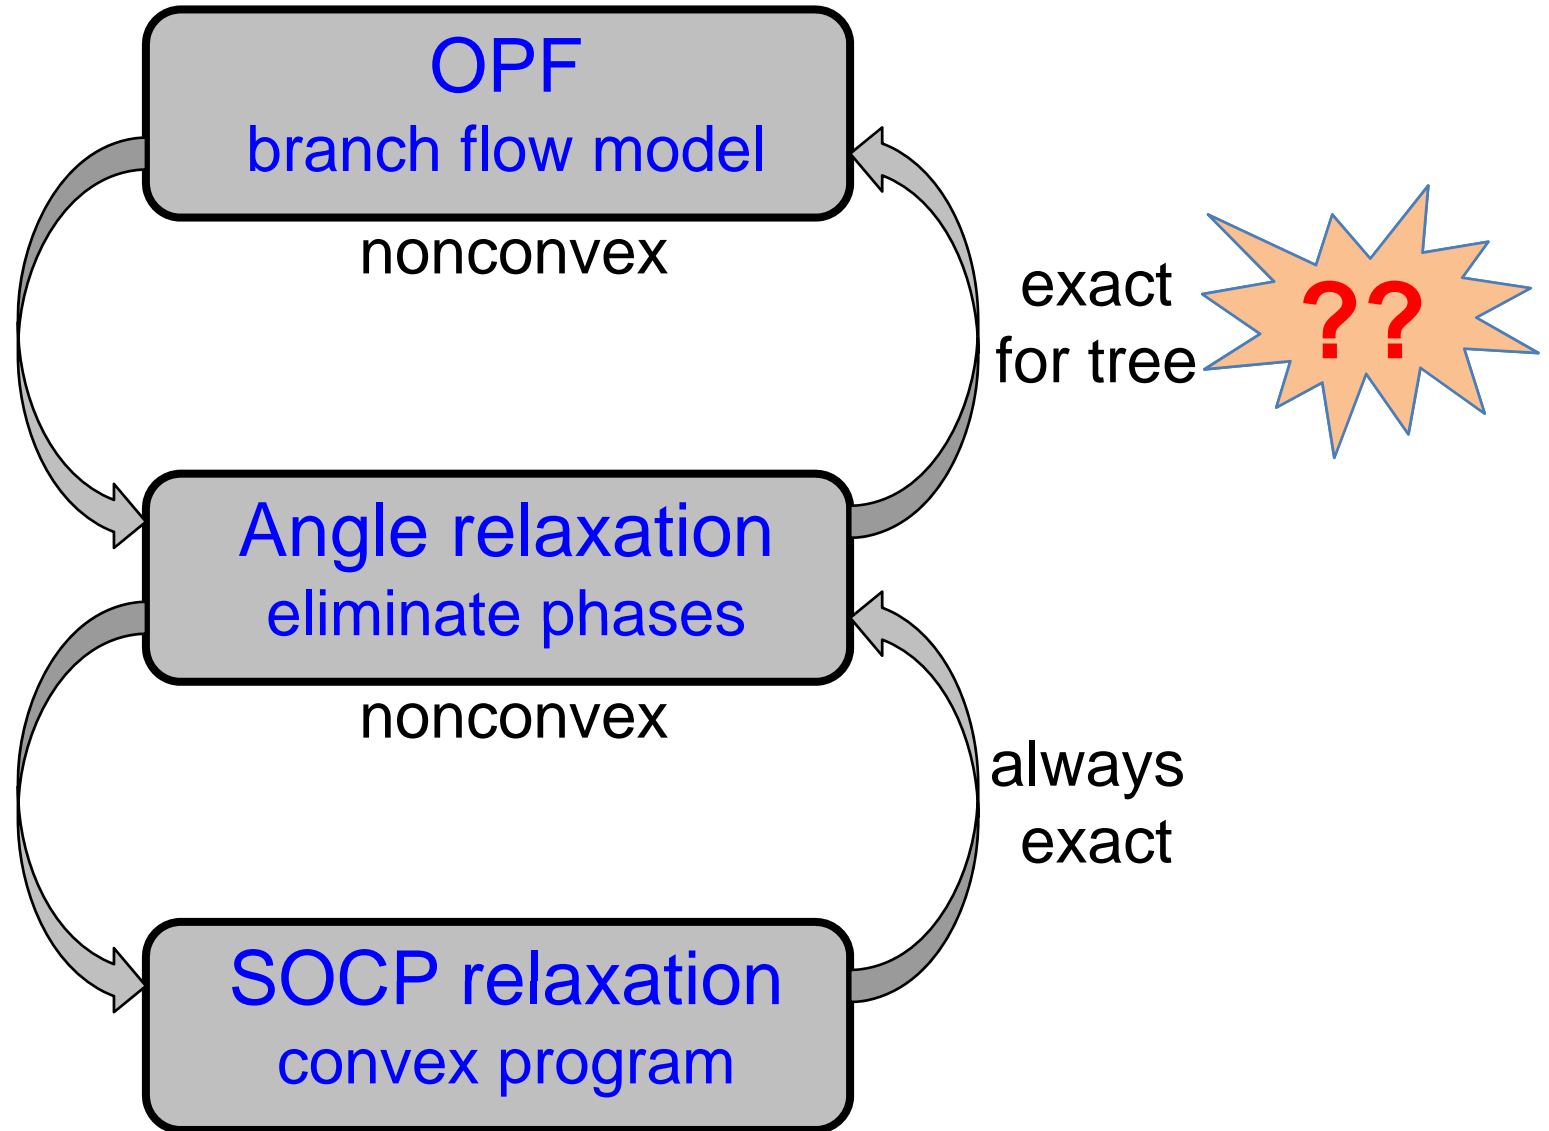 OPF
branch flow model
nonconvex
exact
for tree
??
Angle relaxation
eliminate phases
nonconvex
always
exact
SOCP relaxation
convex program